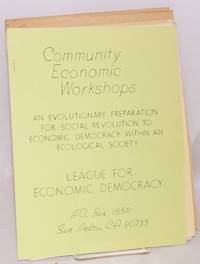 Community
Economic
Workshops
AN EVOLUTIONARY PREPARATION
FOR SOCIAL REVOLUTION TO
ECONOMIC DEMOCRACY WITHIN AN
ECOLOGICAL SOCIETY
LEAGUE FOR
ECONOMIC DEMOCRACY
P.O. Box 1858
San Pedro, CA 90733